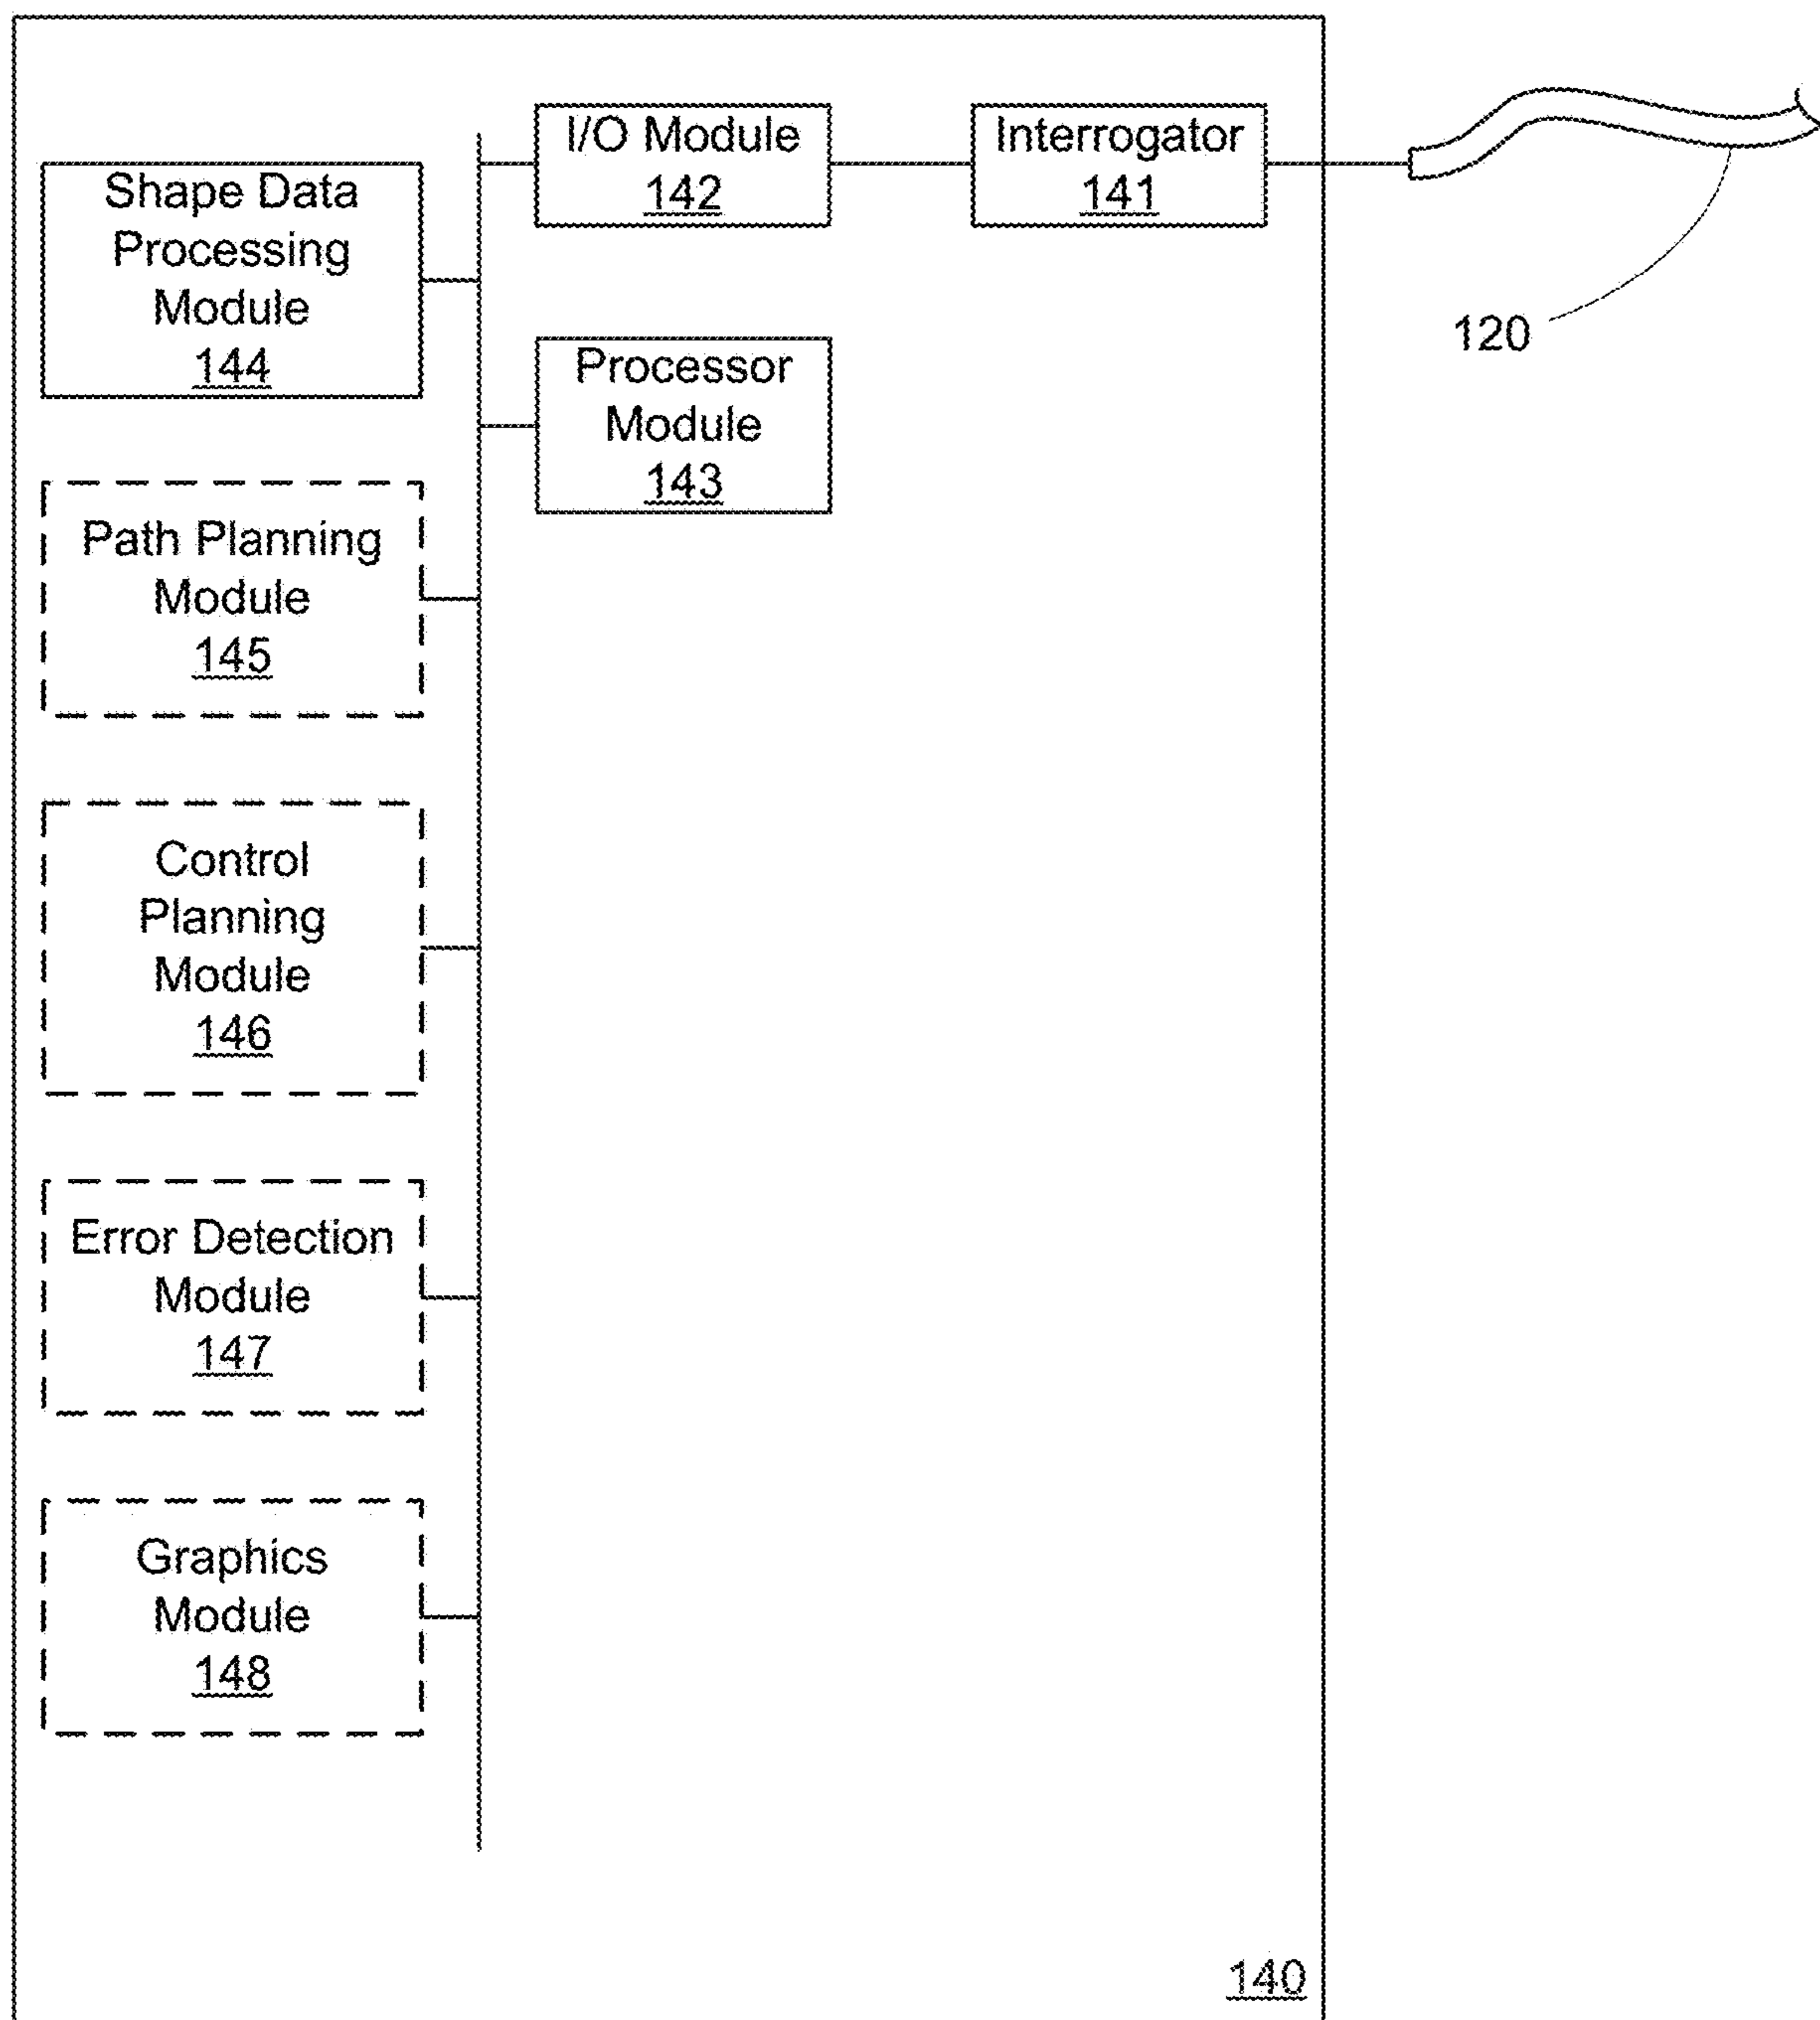 I/O Module
142
Interrogator
141
Shape Data
Processing
Module
144
120
Processor
Module
143
Path Planning
Module
145
Control
Planning
Module
146
Error Detection
Module
147
Graphics
Module
148
140